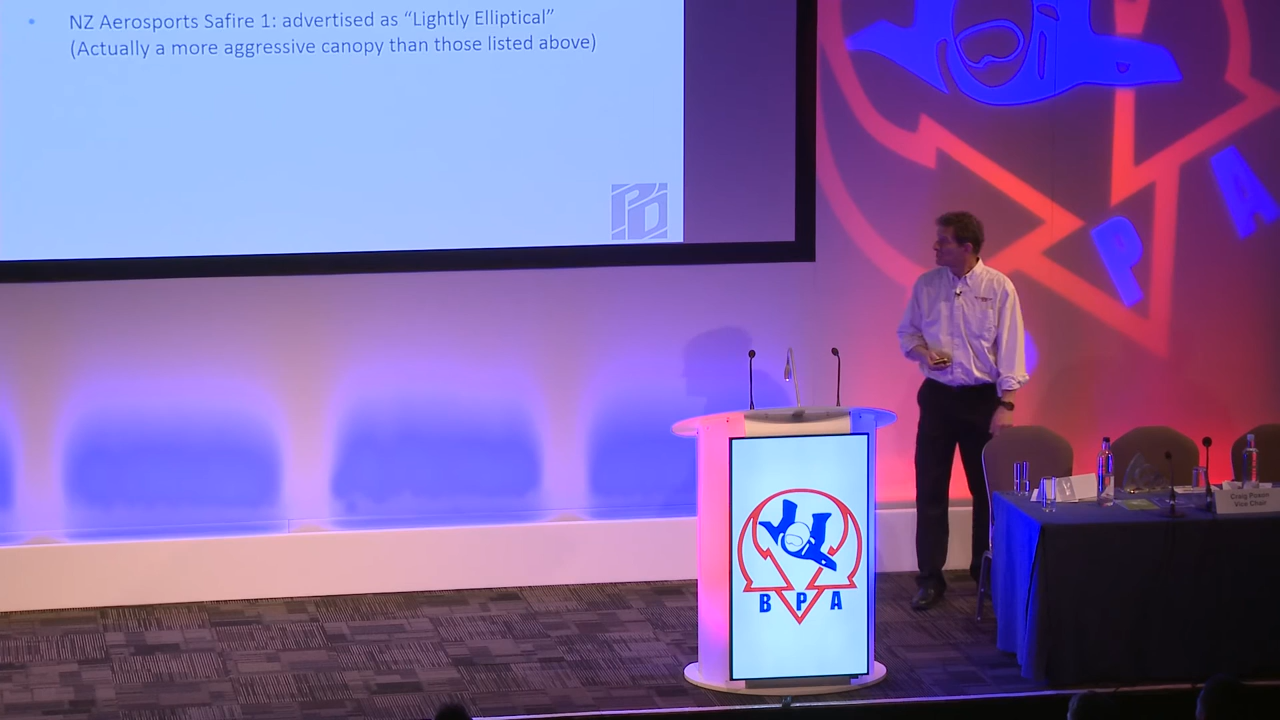 • NZ Aerosports Safire 1: advertised as “Lightly Elliptical”
(Actually a more aggressive canopy than those listed above)
PD
P A
B P A
Craig Poxon
Vice Chair